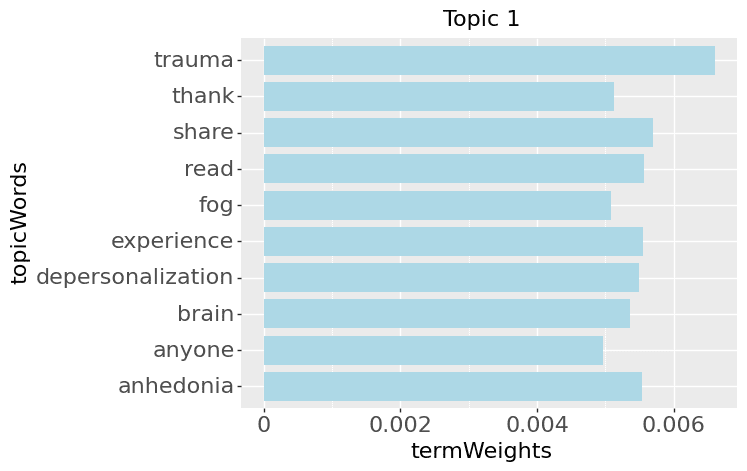 Topic 1
topicWords
trauma
thank
share
read
fog
experience
depersonalization
brain
anyone
anhedonia
0 0.002 0.004 0.006
termWeights